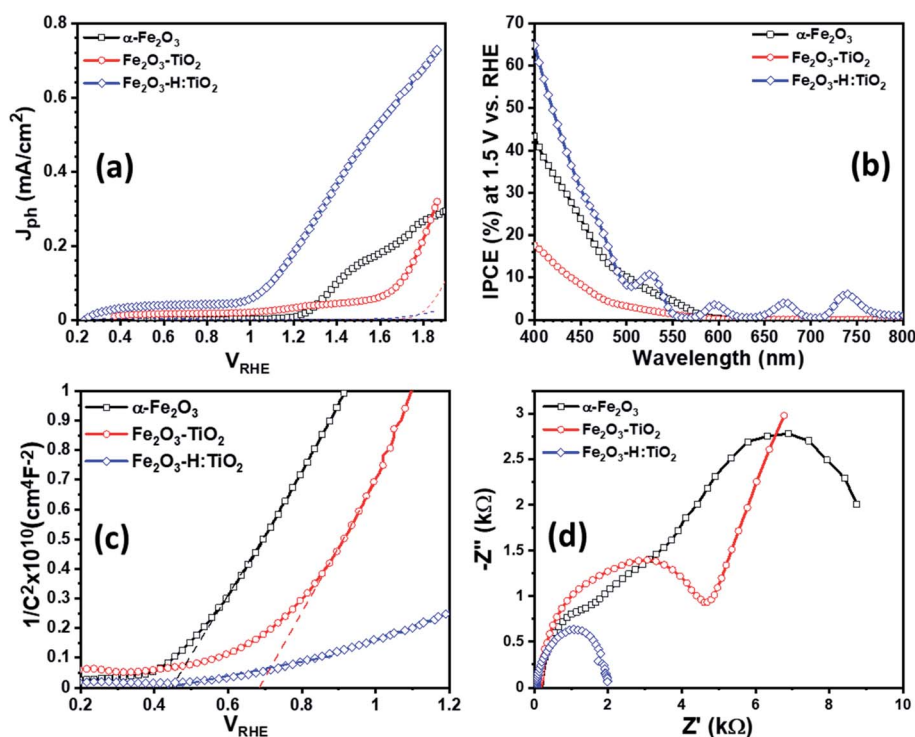 α-Fe₂O₃
Fe₂O₃-TiO₂
Fe₂O₃-H:TiO₂
(a)
0.8
0.6
0.4
0.2
0
Jph (mA/cm²)
0.2 0.4 0.6 0.8 1.0 1.2 1.4 1.6 1.8
VRHE
α-Fe₂O₃
Fe₂O₃-TiO₂
Fe₂O₃-H:TiO₂
(b)
70
60
50
40
30
20
10
0
IPCE (%) at 1.5 V vs. RHE
400 450 500 550 600 650 700 750 800
Wavelength (nm)
α-Fe₂O₃
Fe₂O₃-TiO₂
Fe₂O₃-H:TiO₂
(c)
1
0.9
0.8
0.7
0.6
0.5
0.4
0.3
0.2
0.1
0
1/C²x10¹⁰(cm⁴F⁻²)
0.2 0.4 0.6 0.8 1 1.2
VRHE
α-Fe₂O₃
Fe₂O₃-TiO₂
Fe₂O₃-H:TiO₂
(d)
3
2.5
2
1.5
1
0.5
0
-Z" (kΩ)
0 2 4 6 8 10
Z' (kΩ)